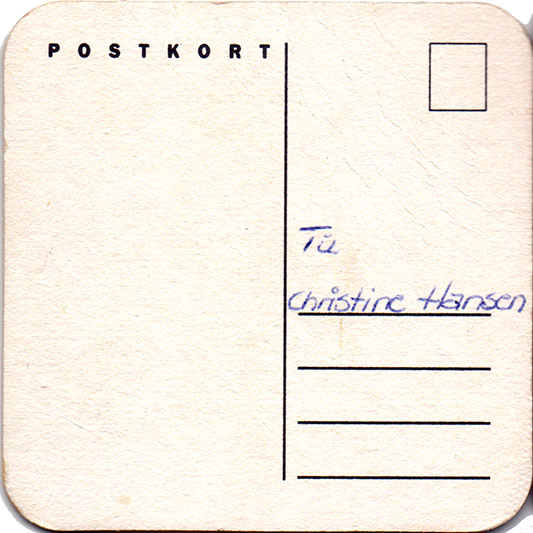 POSTKORT
Til
Christine Hansen